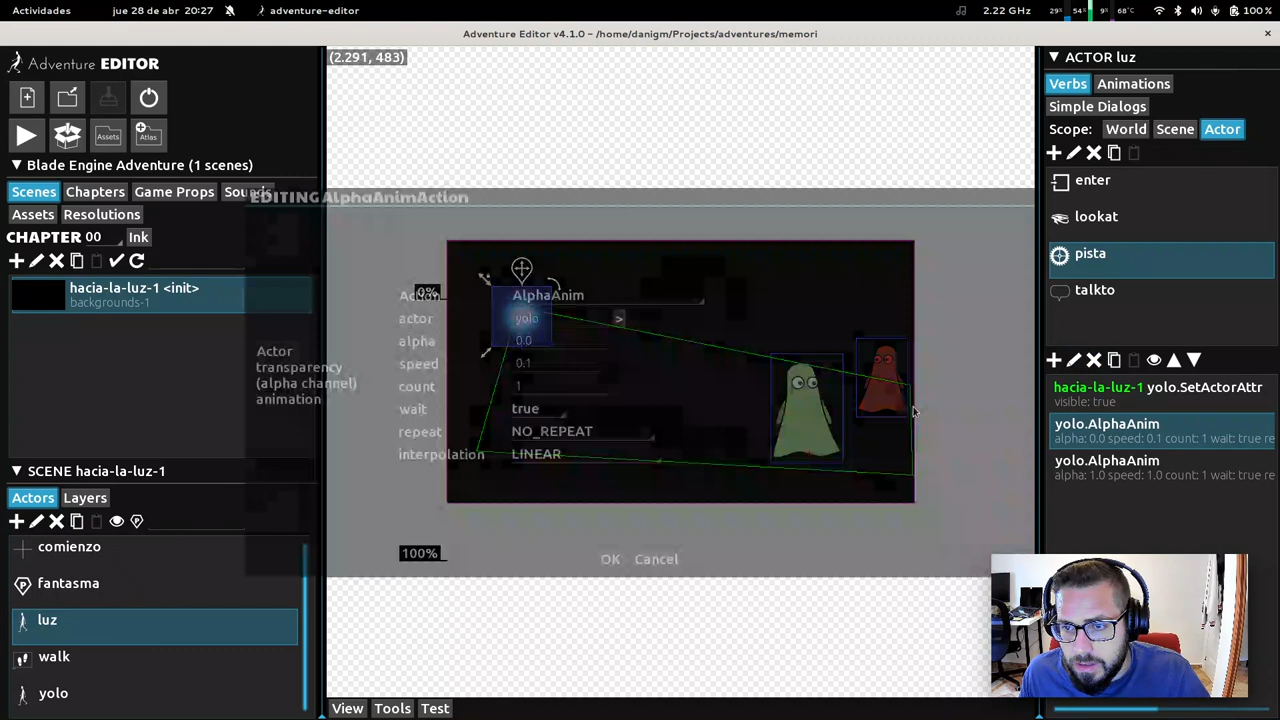 Actividades
jue 28 de abr 20:27
adventure-editor
29%
54%
9%
68°C
2.22 GHz
100 %
Adventure Editor v4.1.0 - /home/danigm/Projects/adventures/memori
Adventure EDITOR
Assets
Atlas
Blade Engine Adventure (1 scenes)
Scenes
Chapters
Game Props
Sounds
Assets
Resolutions
CHAPTER 00
Ink
hacia-la-luz-1 <init>
backgrounds-1
SCENE hacia-la-luz-1
Actors
Layers
comienzo
fantasma
luz
walk
yolo
(2.291, 483)
EDITING AlphaAnimAction
Actor
transparency
(alpha channel)
animation
0%
Action
AlphaAnim
actor
yolo
>
alpha
0.0
speed
0.1
count
1
wait
true
repeat
NO_REPEAT
interpolation
LINEAR
100%
OK
Cancel
View
Tools
Test
ACTOR luz
Verbs
Animations
Simple Dialogs
Scope:
World
Scene
Actor
enter
lookat
pista
talkto
hacia-la-luz-1 yolo.SetActorAttr
visible: true
yolo.AlphaAnim
alpha: 0.0 speed: 0.1 count: 1 wait: true re
yolo.AlphaAnim
alpha: 1.0 speed: 1.0 count: 1 wait: true re